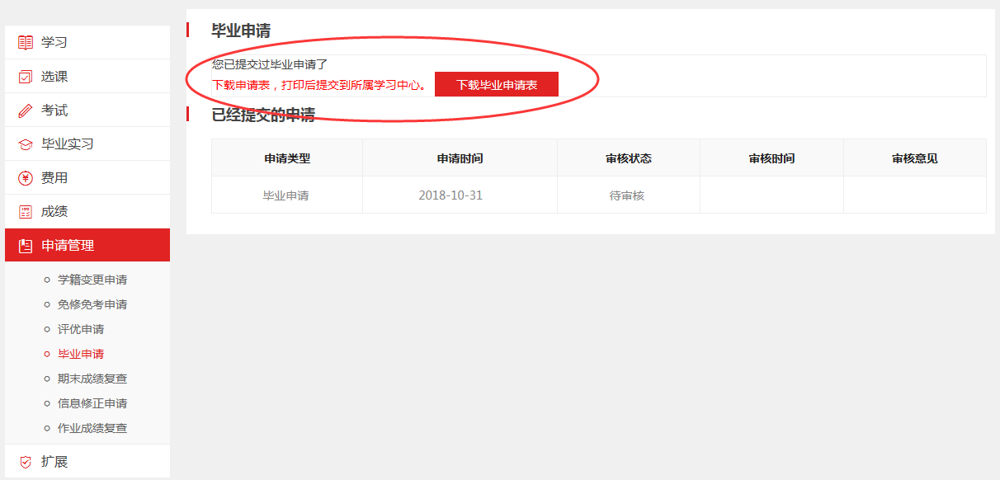 学习
选课
考试
毕业实习
费用
成绩
申请管理
学籍变更申请
免修免考申请
评优申请
毕业申请
期末成绩复查
信息修正申请
作业成绩复查
扩展
毕业申请
您已提交过毕业申请了
下载申请表，打印后提交到所属学习中心。 下载毕业申请表
已经提交的申请
申请类型 申请时间 审核状态 审核时间 审核意见
毕业申请 2018-10-31 待审核